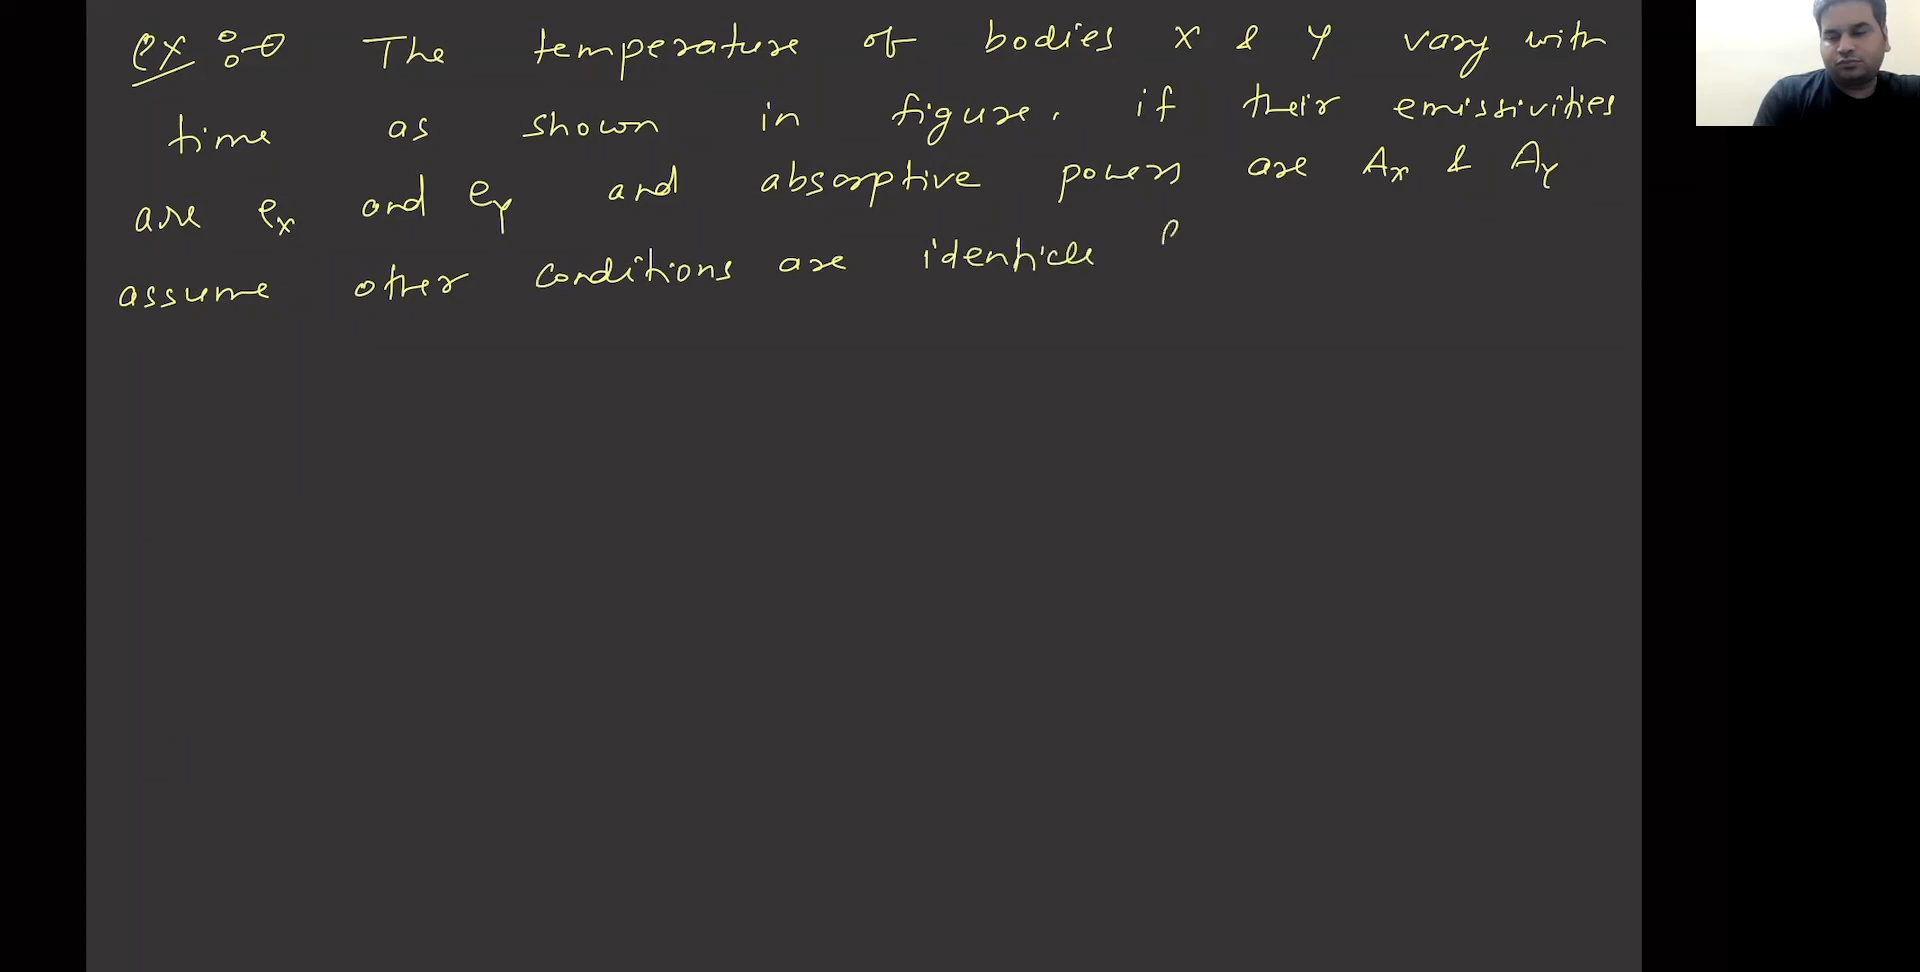 ex :- The temperature of bodies X & Y vary with
time as shown in figure. if their emissivities
are ex and ey and absorptive powers are Ax & Ay
assume other conditions are identicle